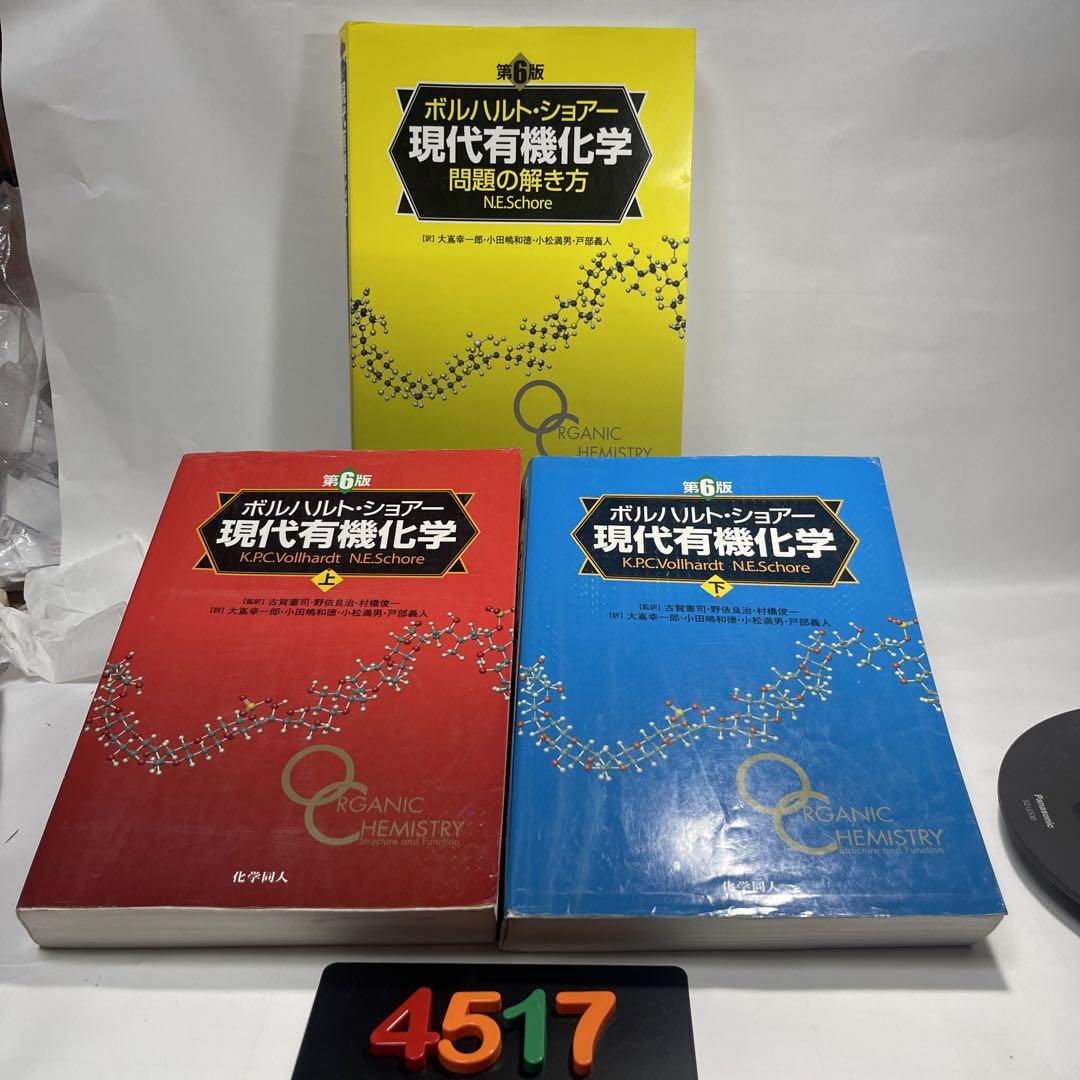 第6版
ボルハルト・ショアー
現代有機化学
問題の解き方
N.E.Schore
[訳] 大嶌幸一郎・小田嶋和徳・小松満男・戸部義人
ORGANIC
CHEMISTRY
第6版
ボルハルト・ショアー
現代有機化学
K.P.C.Vollhardt N.E.Schore
上
[監訳] 古賀憲司・野依良治・村橋俊一
[訳] 大嶌幸一郎・小田嶋和徳・小松満男・戸部義人
ORGANIC
CHEMISTRY
Structure and Function
化学同人
第6版
ボルハルト・ショアー
現代有機化学
K.P.C.Vollhardt N.E.Schore
下
[監訳] 古賀憲司・野依良治・村橋俊一
[訳] 大嶌幸一郎・小田嶋和徳・小松満男・戸部義人
ORGANIC
CHEMISTRY
Structure and Function
化学同人
Panasonic
4517